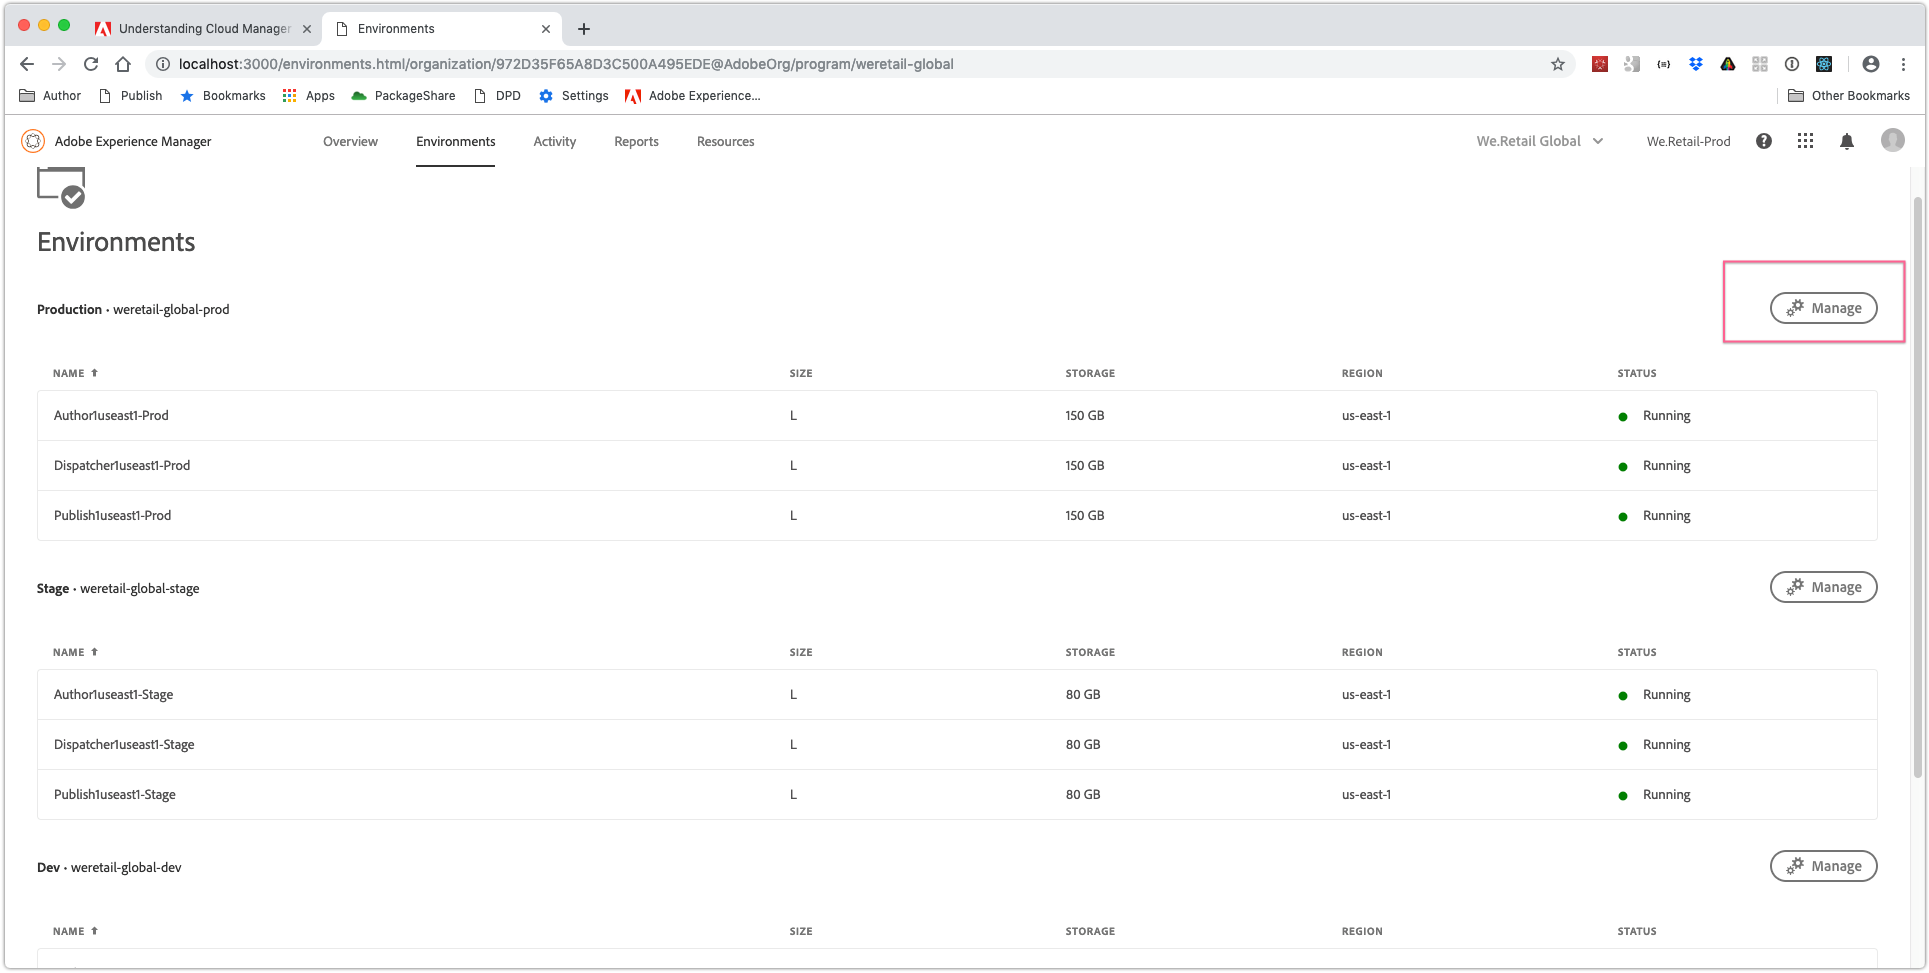 Understanding Cloud Manager
Environments
localhost:3000/environments.html/organization/972D35F65A8D3C500A495EDE@AdobeOrg/program/weretail-global
Author Publish Bookmarks Apps PackageShare DPD Settings Adobe Experience... Other Bookmarks
Adobe Experience Manager Overview Environments Activity Reports Resources We.Retail Global We.Retail-Prod
Environments
Production · weretail-global-prod Manage
NAME SIZE STORAGE REGION STATUS
Author1useast1-Prod L 150 GB us-east-1 Running
Dispatcher1useast1-Prod L 150 GB us-east-1 Running
Publish1useast1-Prod L 150 GB us-east-1 Running
Stage · weretail-global-stage Manage
NAME SIZE STORAGE REGION STATUS
Author1useast1-Stage L 80 GB us-east-1 Running
Dispatcher1useast1-Stage L 80 GB us-east-1 Running
Publish1useast1-Stage L 80 GB us-east-1 Running
Dev · weretail-global-dev Manage
NAME SIZE STORAGE REGION STATUS